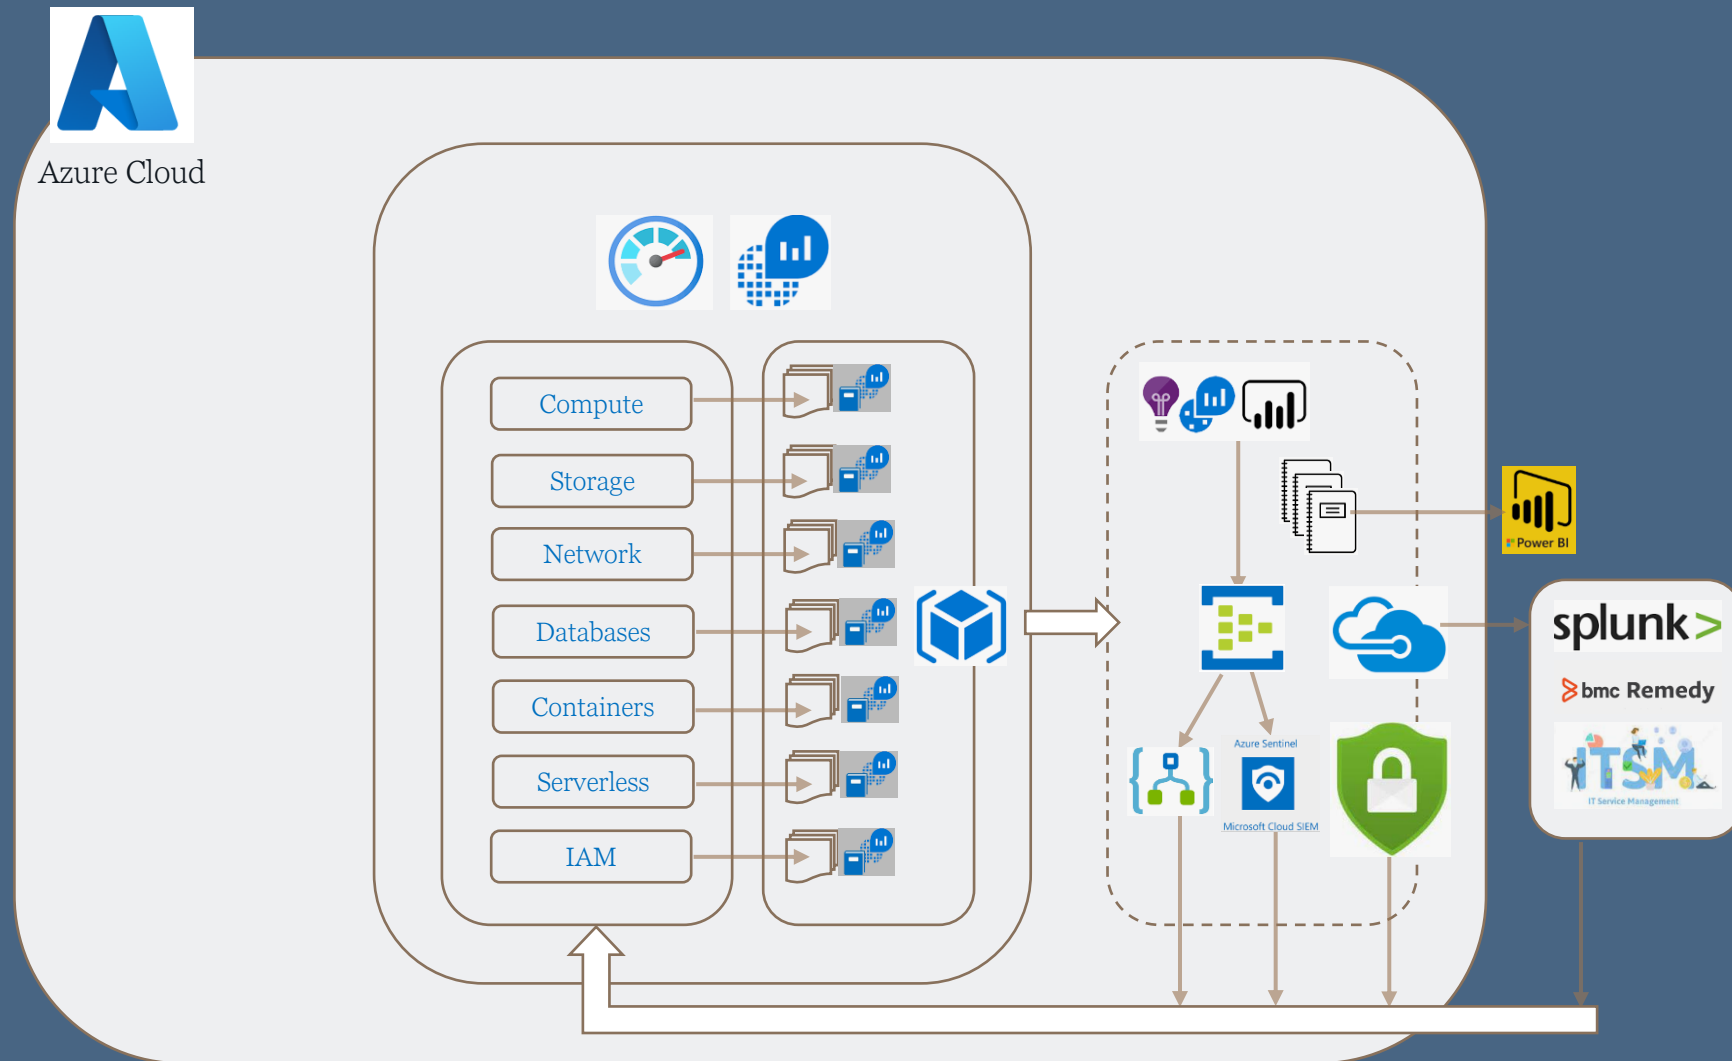 Azure Cloud
Compute
Storage
Network
Databases
Containers
Serverless
IAM
Power BI
splunk>
bmc Remedy
Azure Sentinel
Microsoft Cloud SIEM
ITSM
IT Service Management